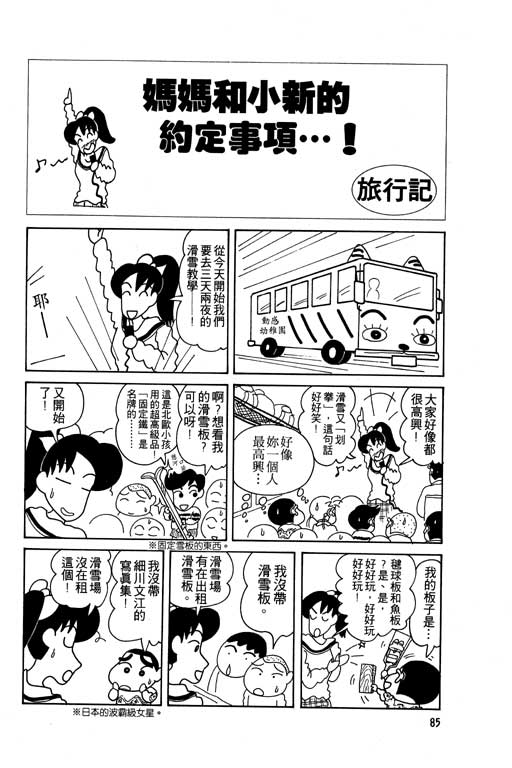 媽媽和小新的
約定事項…！
旅行記
動感
幼稚園
從今天開始我們
要去三天兩夜的
滑雪教學！
耶—
大家好像都
很高興！
滑雪又「划
拳」，這句話
好好笑！
好像
妳一個人
最高興…
啊？想看我
的滑雪板？
可以呀！
這是北歐小孩
用的超高級品
「固定鐵」是
名牌的……
又開始
了！
※固定雪板的東西。
我的板子是…
毽球板和魚板
？是、是，
好好玩，好好玩
好好玩！
我沒帶
滑雪板。
滑雪場
有在出租
滑雪板。
我沒帶
細川文江的
寫真集！
滑雪場
沒在租
這個！
※日本的波霸級女星。
85